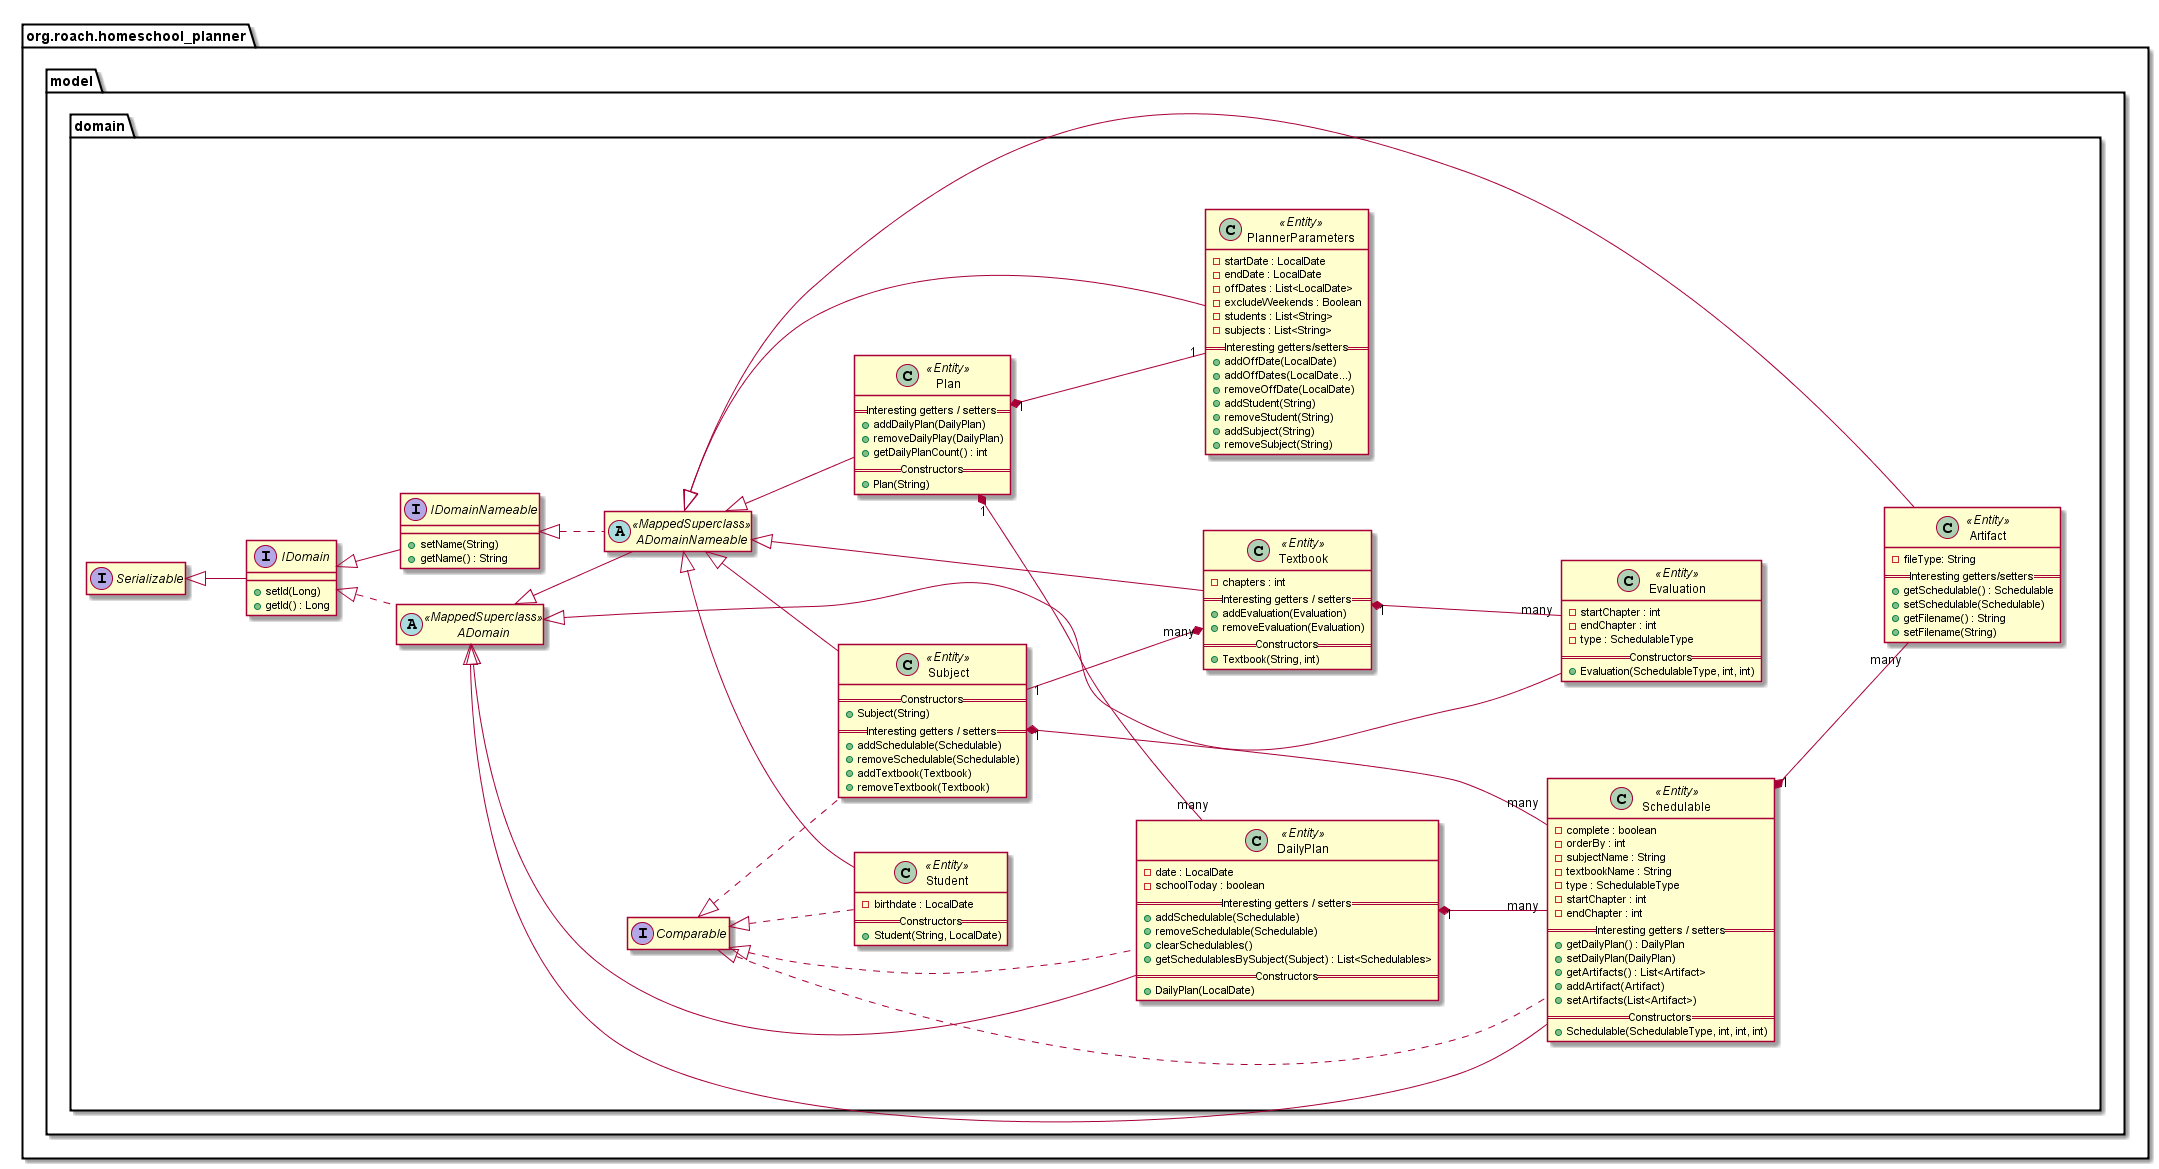 org.roach.homeschool_planner
model
domain
I Serializable
I IDomain
setId(Long)
getId() : Long
I IDomainNameable
setName(String)
getName() : String
A «MappedSuperclass»
ADomain
A «MappedSuperclass»
ADomainNameable
C «Entity»
Plan
Interesting getters / setters
addDailyPlan(DailyPlan)
removeDailyPlay(DailyPlan)
getDailyPlanCount() : int
Constructors
Plan(String)
1
1
1
many
C «Entity»
PlannerParameters
startDate : LocalDate
endDate : LocalDate
offDates : List<LocalDate>
excludeWeekends : Boolean
students : List<String>
subjects : List<String>
Interesting getters/setters
addOffDate(LocalDate)
addOffDates(LocalDate...)
removeOffDate(LocalDate)
addStudent(String)
removeStudent(String)
addSubject(String)
removeSubject(String)
C «Entity»
Subject
Constructors
Subject(String)
Interesting getters / setters
addSchedulable(Schedulable)
removeSchedulable(Schedulable)
addTextbook(Textbook)
removeTextbook(Textbook)
1
many
1
many
C «Entity»
Textbook
chapters : int
Interesting getters / setters
addEvaluation(Evaluation)
removeEvaluation(Evaluation)
Constructors
Textbook(String, int)
1
many
C «Entity»
Evaluation
startChapter : int
endChapter : int
type : SchedulableType
Constructors
Evaluation(SchedulableType, int, int)
C «Entity»
Artifact
fileType: String
Interesting getters/setters
getSchedulable() : Schedulable
setSchedulable(Schedulable)
getFilename() : String
setFilename(String)
many
1
I Comparable
C «Entity»
Student
birthdate : LocalDate
Constructors
Student(String, LocalDate)
C «Entity»
DailyPlan
date : LocalDate
schoolToday : boolean
Interesting getters / setters
addSchedulable(Schedulable)
removeSchedulable(Schedulable)
clearSchedulables()
getSchedulablesBySubject(Subject) : List<Schedulables>
Constructors
DailyPlan(LocalDate)
1
many
C «Entity»
Schedulable
complete : boolean
orderBy : int
subjectName : String
textbookName : String
type : SchedulableType
startChapter : int
endChapter : int
Interesting getters / setters
getDailyPlan() : DailyPlan
setDailyPlan(DailyPlan)
getArtifacts() : List<Artifact>
addArtifact(Artifact)
setArtifacts(List<Artifact>)
Constructors
Schedulable(SchedulableType, int, int, int)